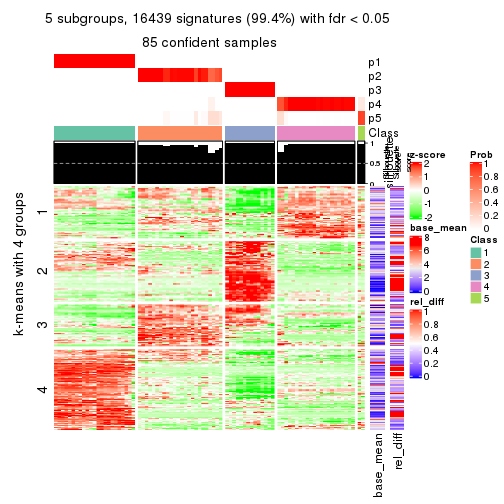 5 subgroups, 16439 signatures (99.4%) with fdr < 0.05
85 confident samples
p1
p2
p3
p4
p5
Class
1
0.5
0
k-means with 4 groups
1
2
3
4
base_mean
rel_diff
z-score
2
1
0
-1
-2
base_mean
8
6
4
2
0
rel_diff
1
0.8
0.6
0.4
0.2
0
Prob
1
0.8
0.6
0.4
0.2
0
Class
1
2
3
4
5